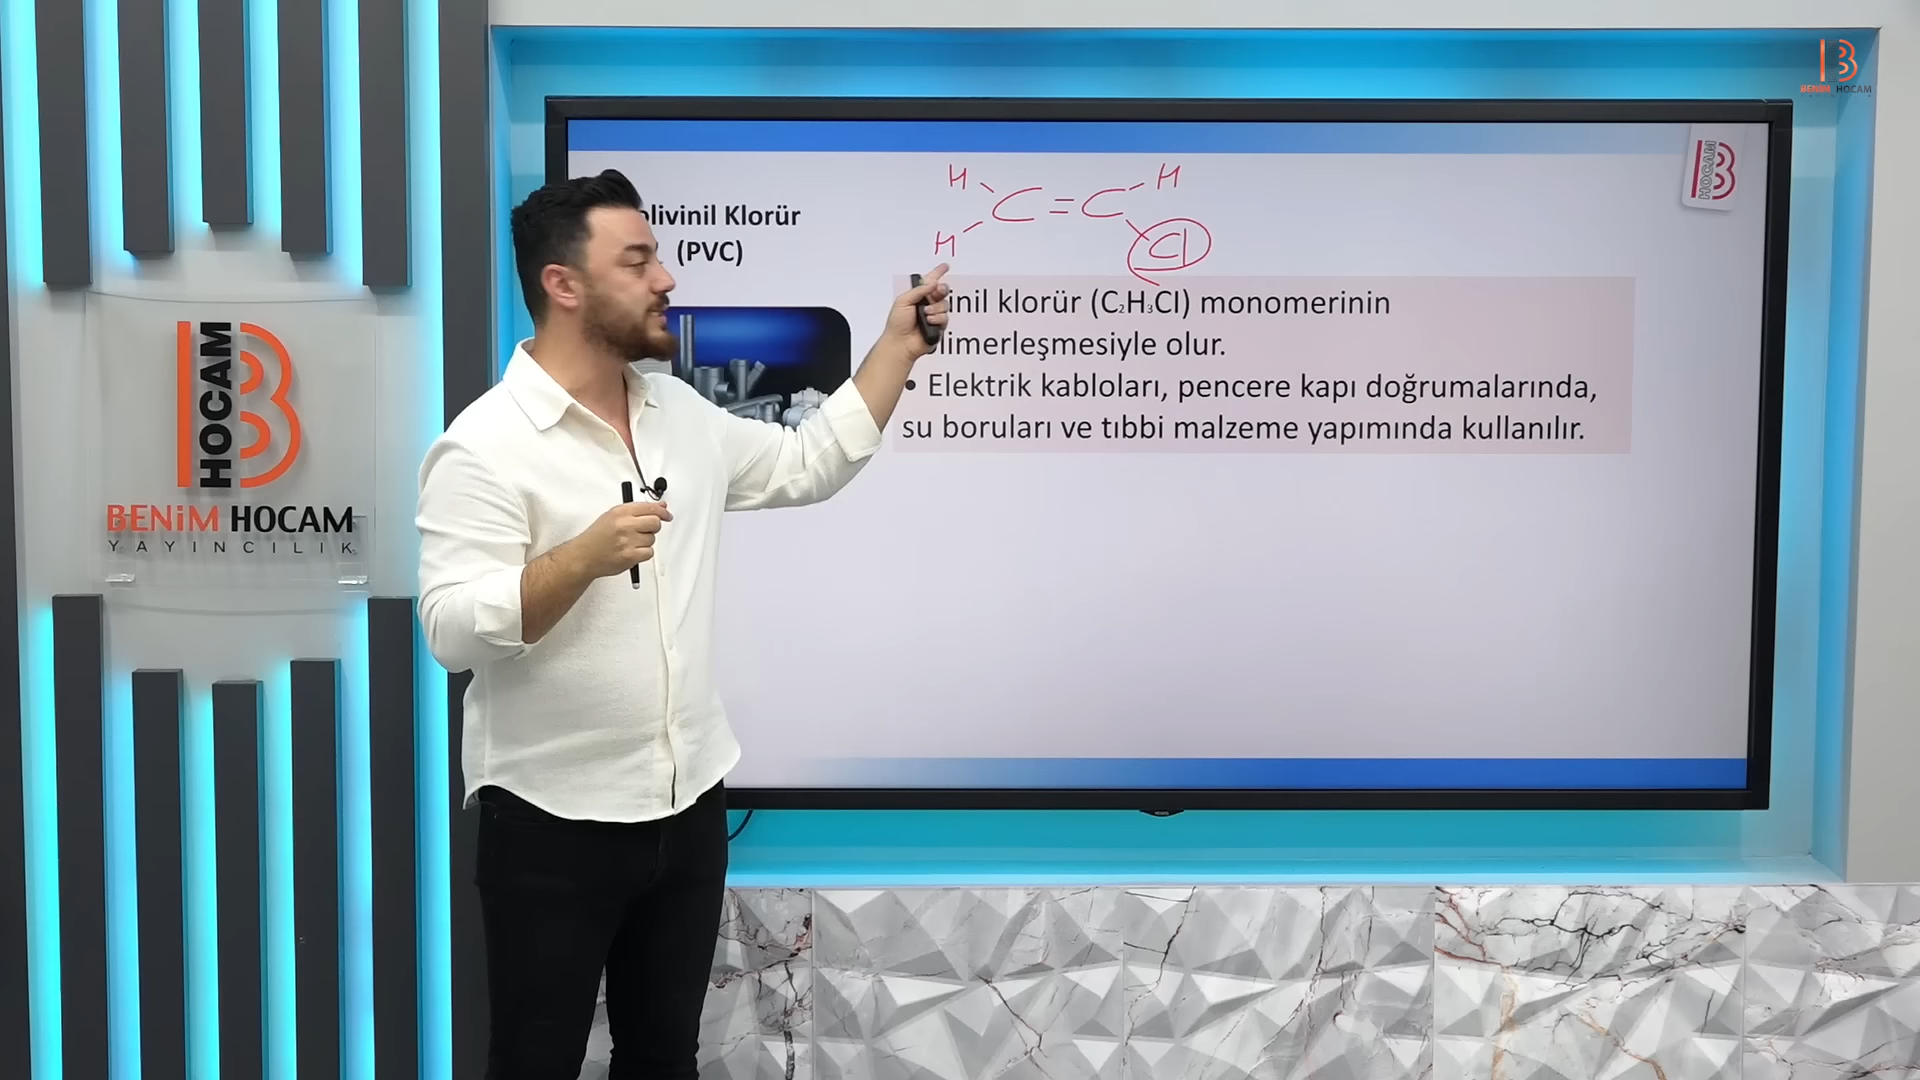 BENİM HOCAM
HOCAM
H C = C H
H Cl
livinil Klorür
(PVC)
inil klorür (C₂H₃Cl) monomerinin
limerleşmesiyle olur.
• Elektrik kabloları, pencere kapı doğrumalarında,
su boruları ve tıbbi malzeme yapımında kullanılır.
HOCAM
BENİM HOCAM
YAYINCILIK